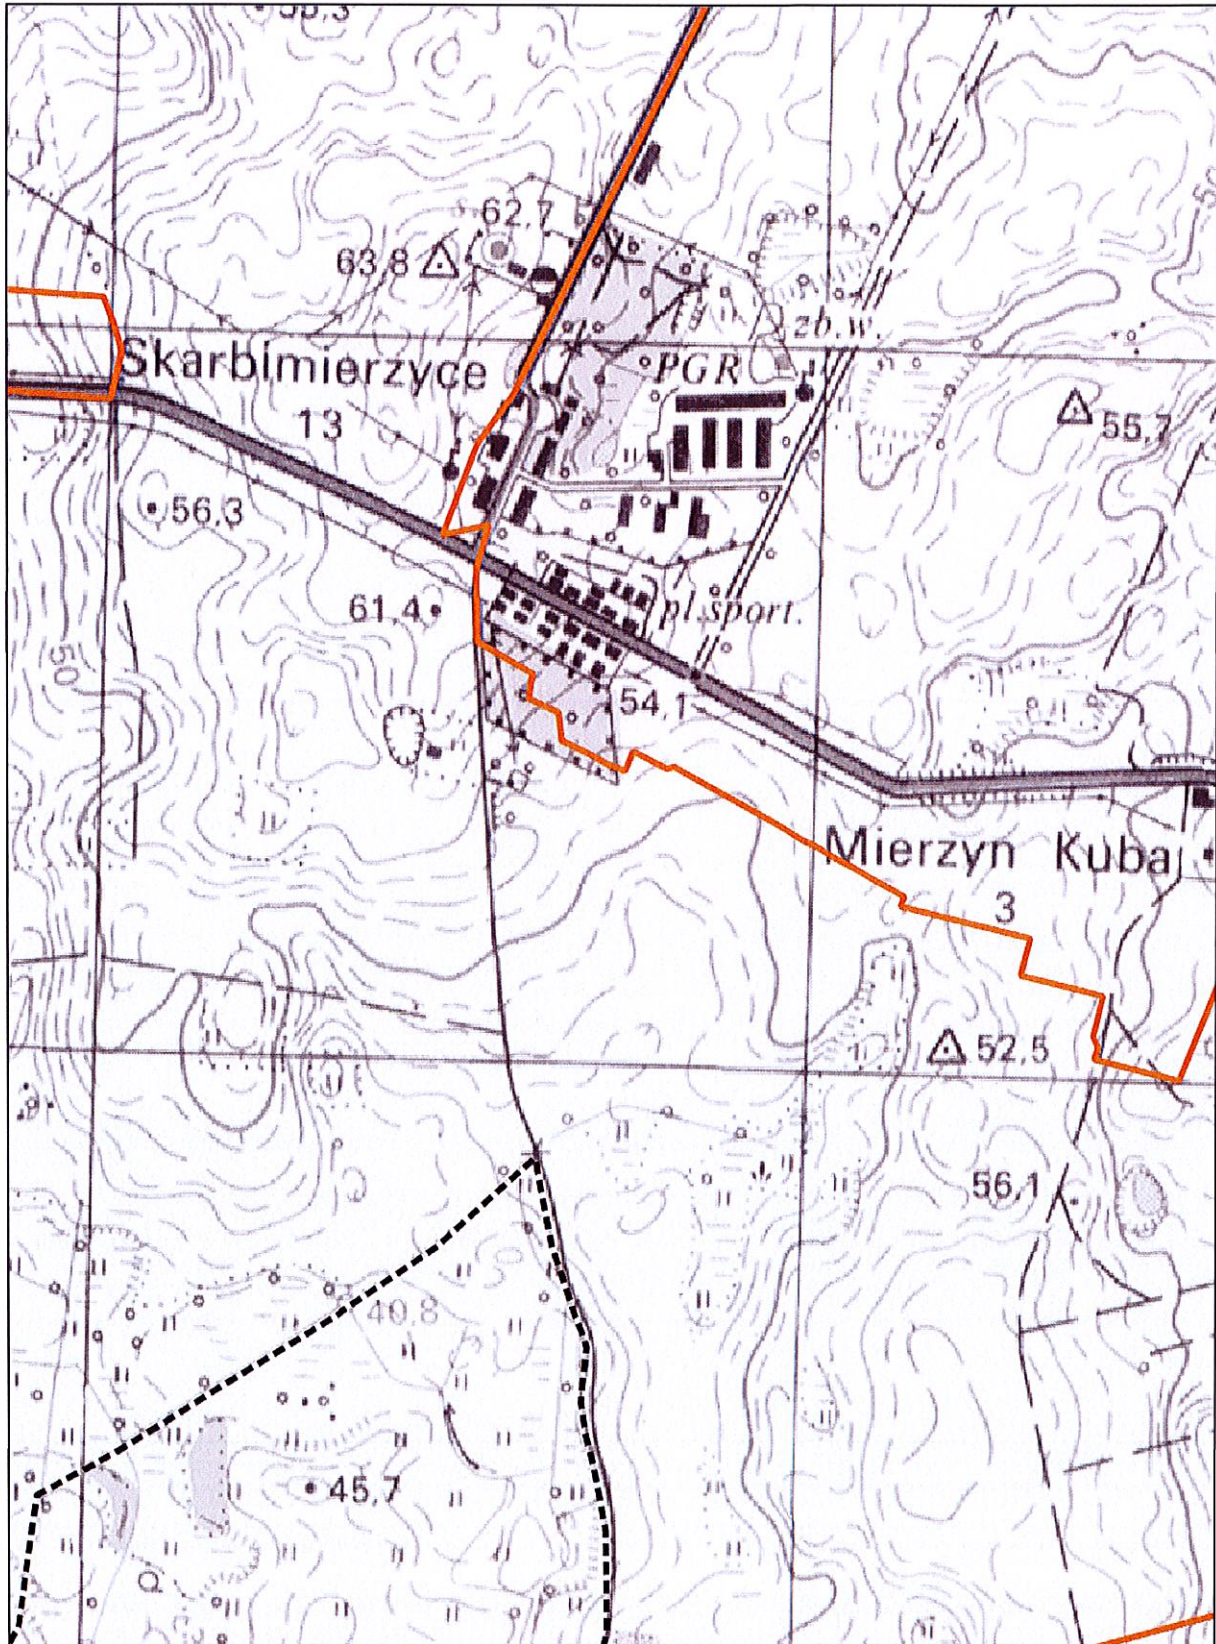 62,7
63,8
zb.w.
Skarbimierzyce
PGR
13
55,7
56,3
61,4
pl.sport.
50
54,1
Mierzyn Kuba
3
52,5
56,1
40,8
45,7